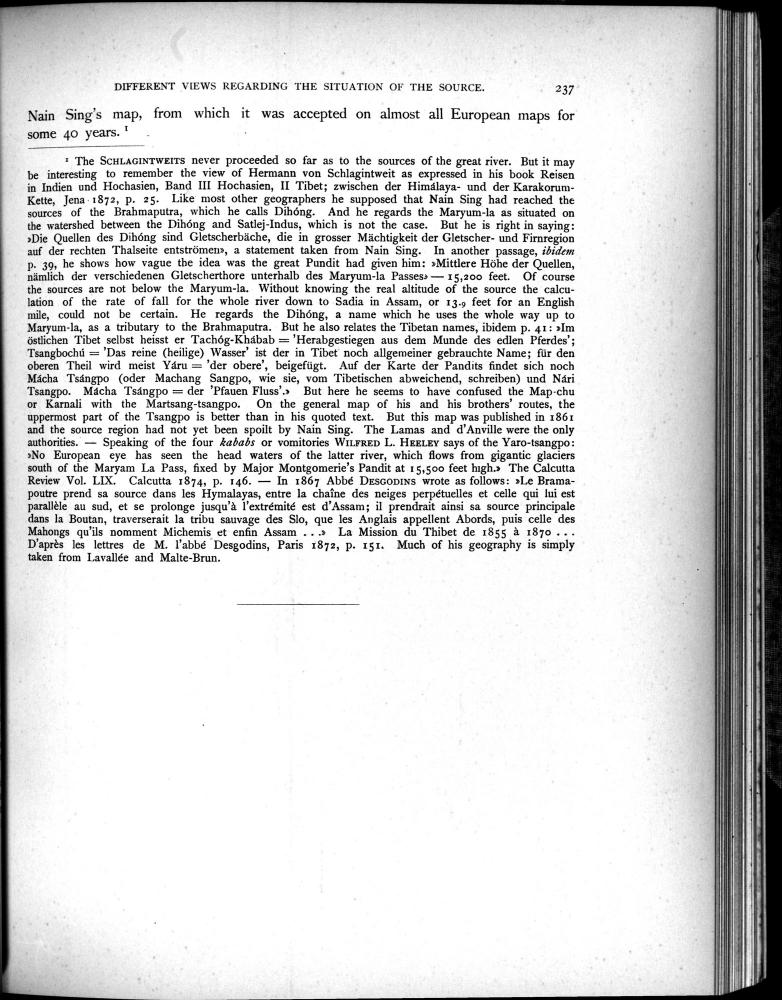 DIFFERENT VIEWS REGARDING THE SITUATION OF THE SOURCE. 237
Nain Sing's map, from which it was accepted on almost all European maps for
some 40 years. ¹
¹ The SCHLAGINTWEITS never proceeded so far as to the sources of the great river. But it may
be interesting to remember the view of Hermann von Schlagintweit as expressed in his book Reisen
in Indien und Hochasien, Band III Hochasien, II Tibet; zwischen der Himálaya- und der Karakorum-
Kette, Jena 1872, p. 25. Like most other geographers he supposed that Nain Sing had reached the
sources of the Brahmaputra, which he calls Dihóng. And he regards the Maryum-la as situated on
the watershed between the Dihóng and Satlej-Indus, which is not the case. But he is right in saying:
»Die Quellen des Dihóng sind Gletscherbäche, die in grosser Mächtigkeit der Gletscher- und Firnregion
auf der rechten Thalseite entströmen», a statement taken from Nain Sing. In another passage, ibidem
p. 39, he shows how vague the idea was the great Pundit had given him: »Mittlere Höhe der Quellen,
nämlich der verschiedenen Gletscherthore unterhalb des Maryum-la Passes» — 15,200 feet. Of course
the sources are not below the Maryum-la. Without knowing the real altitude of the source the calcu-
lation of the rate of fall for the whole river down to Sadia in Assam, or 13.9 feet for an English
mile, could not be certain. He regards the Dihóng, a name which he uses the whole way up to
Maryum-la, as a tributary to the Brahmaputra. But he also relates the Tibetan names, ibidem p. 41: »Im
östlichen Tibet selbst heisst er Tachóg-Khábab = 'Herabgestiegen aus dem Munde des edlen Pferdes';
Tsangbochú = 'Das reine (heilige) Wasser' ist der in Tibet noch allgemeiner gebrauchte Name; für den
oberen Theil wird meist Yáru = 'der obere', beigefügt. Auf der Karte der Pandits findet sich noch
Mácha Tsángpo (oder Machang Sangpo, wie sie, vom Tibetischen abweichend, schreiben) und Nári
Tsangpo. Mácha Tsángpo = der 'Pfauen Fluss'.» But here he seems to have confused the Map-chu
or Karnali with the Martsang-tsangpo. On the general map of his and his brothers' routes, the
uppermost part of the Tsangpo is better than in his quoted text. But this map was published in 1861
and the source region had not yet been spoilt by Nain Sing. The Lamas and d'Anville were the only
authorities. — Speaking of the four kababs or vomitories WILFRED L. HEELEY says of the Yaro-tsangpo:
»No European eye has seen the head waters of the latter river, which flows from gigantic glaciers
south of the Maryam La Pass, fixed by Major Montgomerie's Pandit at 15,500 feet high.» The Calcutta
Review Vol. LIX. Calcutta 1874, p. 146. — In 1867 Abbé DESGODINS wrote as follows: »Le Brama-
poutre prend sa source dans les Hymalayas, entre la chaîne des neiges perpétuelles et celle qui lui est
parallèle au sud, et se prolonge jusqu'à l'extrémité est d'Assam; il prendrait ainsi sa source principale
dans la Boutan, traverserait la tribu sauvage des Slo, que les Anglais appellent Abords, puis celle des
Mahongs qu'ils nomment Michemis et enfin Assam . . .» La Mission du Thibet de 1855 à 1870 . . .
D'après les lettres de M. l'abbé Desgodins, Paris 1872, p. 151. Much of his geography is simply
taken from Lavallée and Malte-Brun.